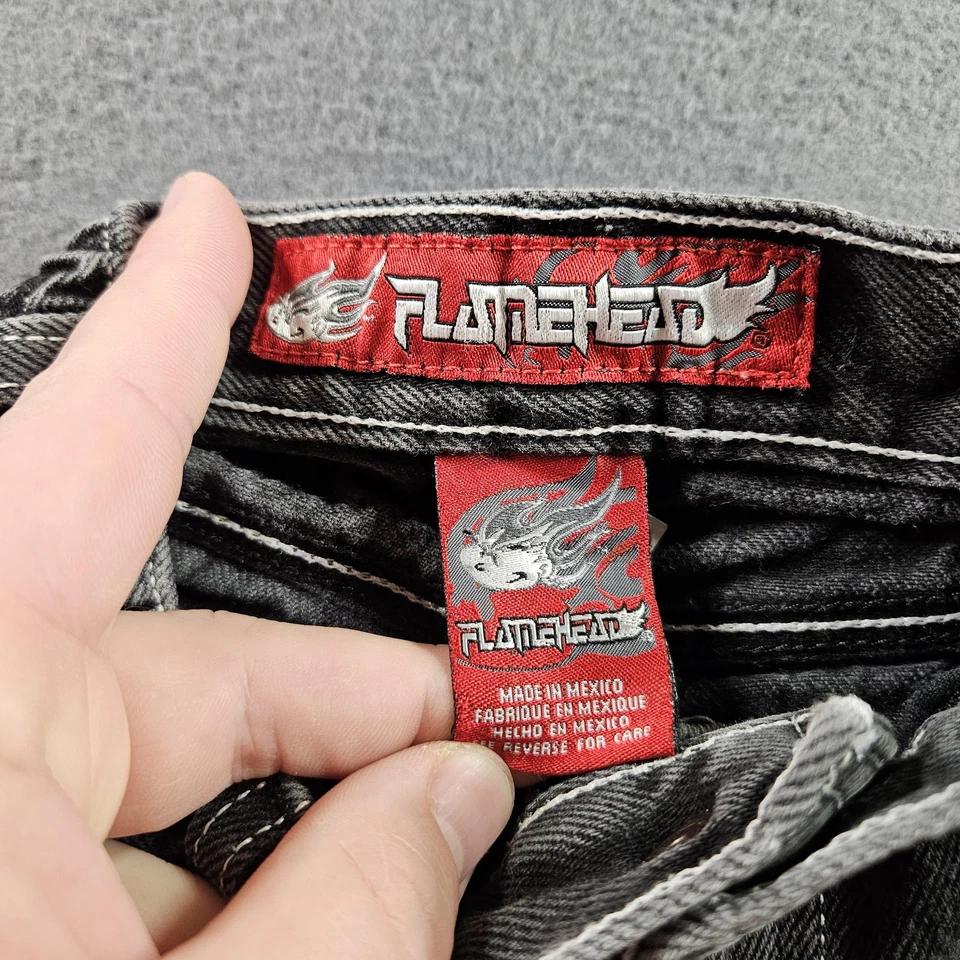 FLAMEHEAD ®
FLAMEHEAD ®
MADE IN MEXICO
FABRIQUE EN MEXIQUE
HECHO EN MEXICO
REVERSE FOR CARE